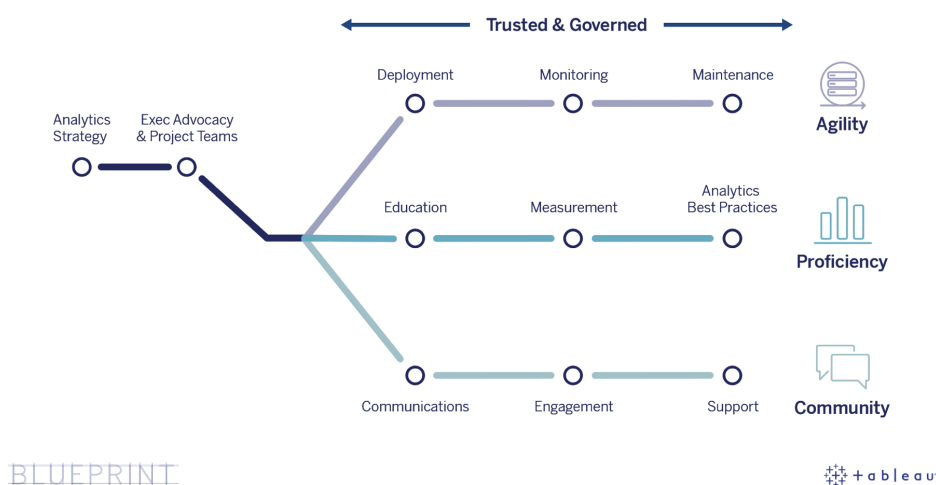 Trusted & Governed
Deployment
Monitoring
Maintenance
Agility
Analytics
Strategy
Exec Advocacy
& Project Teams
Education
Measurement
Analytics
Best Practices
Proficiency
Communications
Engagement
Support
Community
BLUEPRINT
+ a b l e a u